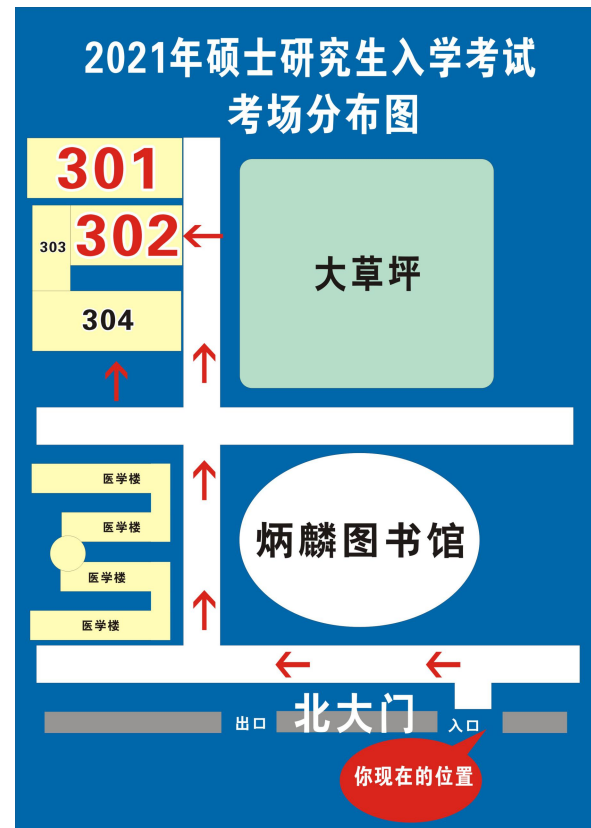 2021年硕士研究生入学考试
考场分布图
301
303
302
大草坪
304
医学楼
医学楼
炳麟图书馆
医学楼
医学楼
出口
北大门
入口
你现在的位置